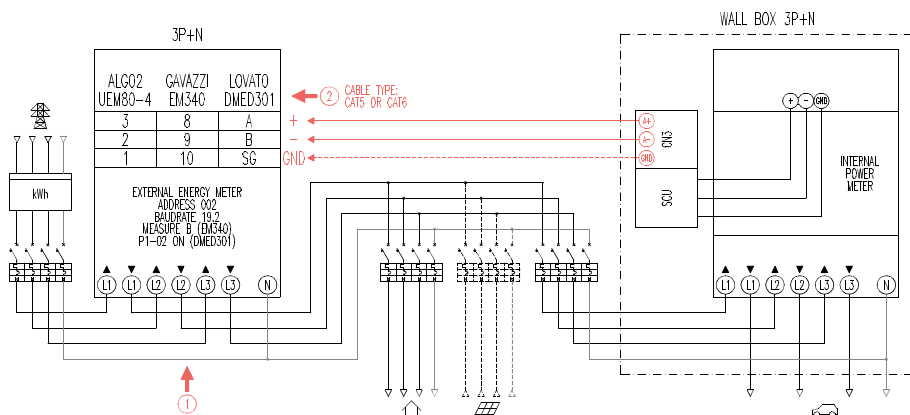 WALL BOX 3P+N
3P+N
ALGO2 GAVAZZI LOVATO
UEM80-4 EM340 DMED301
2 CABLE TYPE:
CAT5 OR CAT6
3 8 A +
2 9 B –
1 10 SG GND
A+
A-
GND
CN3
SCU
+ – GND
INTERNAL
POWER
METER
kWh
EXTERNAL ENERGY METER
ADDRESS 002
BAUDRATE 19.2
MEASURE B (EM340)
P1-02 ON (DMED301)
L1 L1 L2 L2 L3 L3 N
L1 L1 L2 L2 L3 L3 N
1